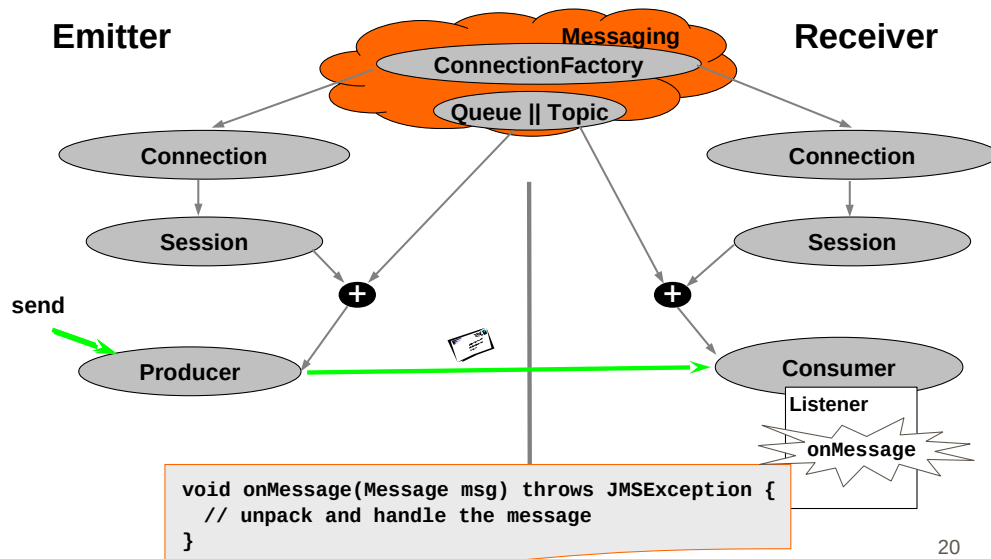 Emitter
Messaging
Receiver
ConnectionFactory
Queue || Topic
Connection
Connection
Session
Session
+
+
send
Producer
Consumer
Listener
onMessage
void onMessage(Message msg) throws JMSException {
// unpack and handle the message
}
20